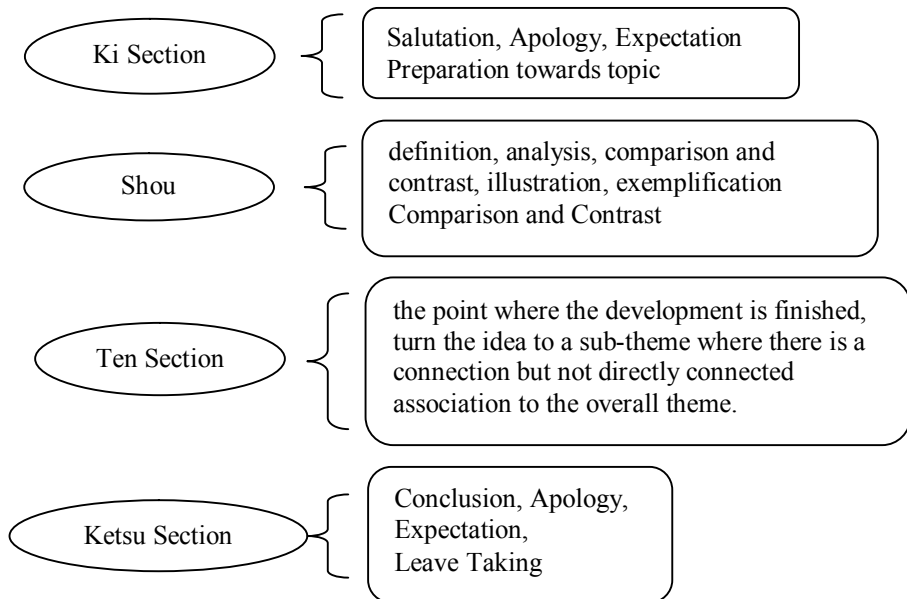 Ki Section
Salutation, Apology, Expectation
Preparation towards topic
Shou
definition, analysis, comparison and
contrast, illustration, exemplification
Comparison and Contrast
Ten Section
the point where the development is finished,
turn the idea to a sub-theme where there is a
connection but not directly connected
association to the overall theme.
Ketsu Section
Conclusion, Apology,
Expectation,
Leave Taking